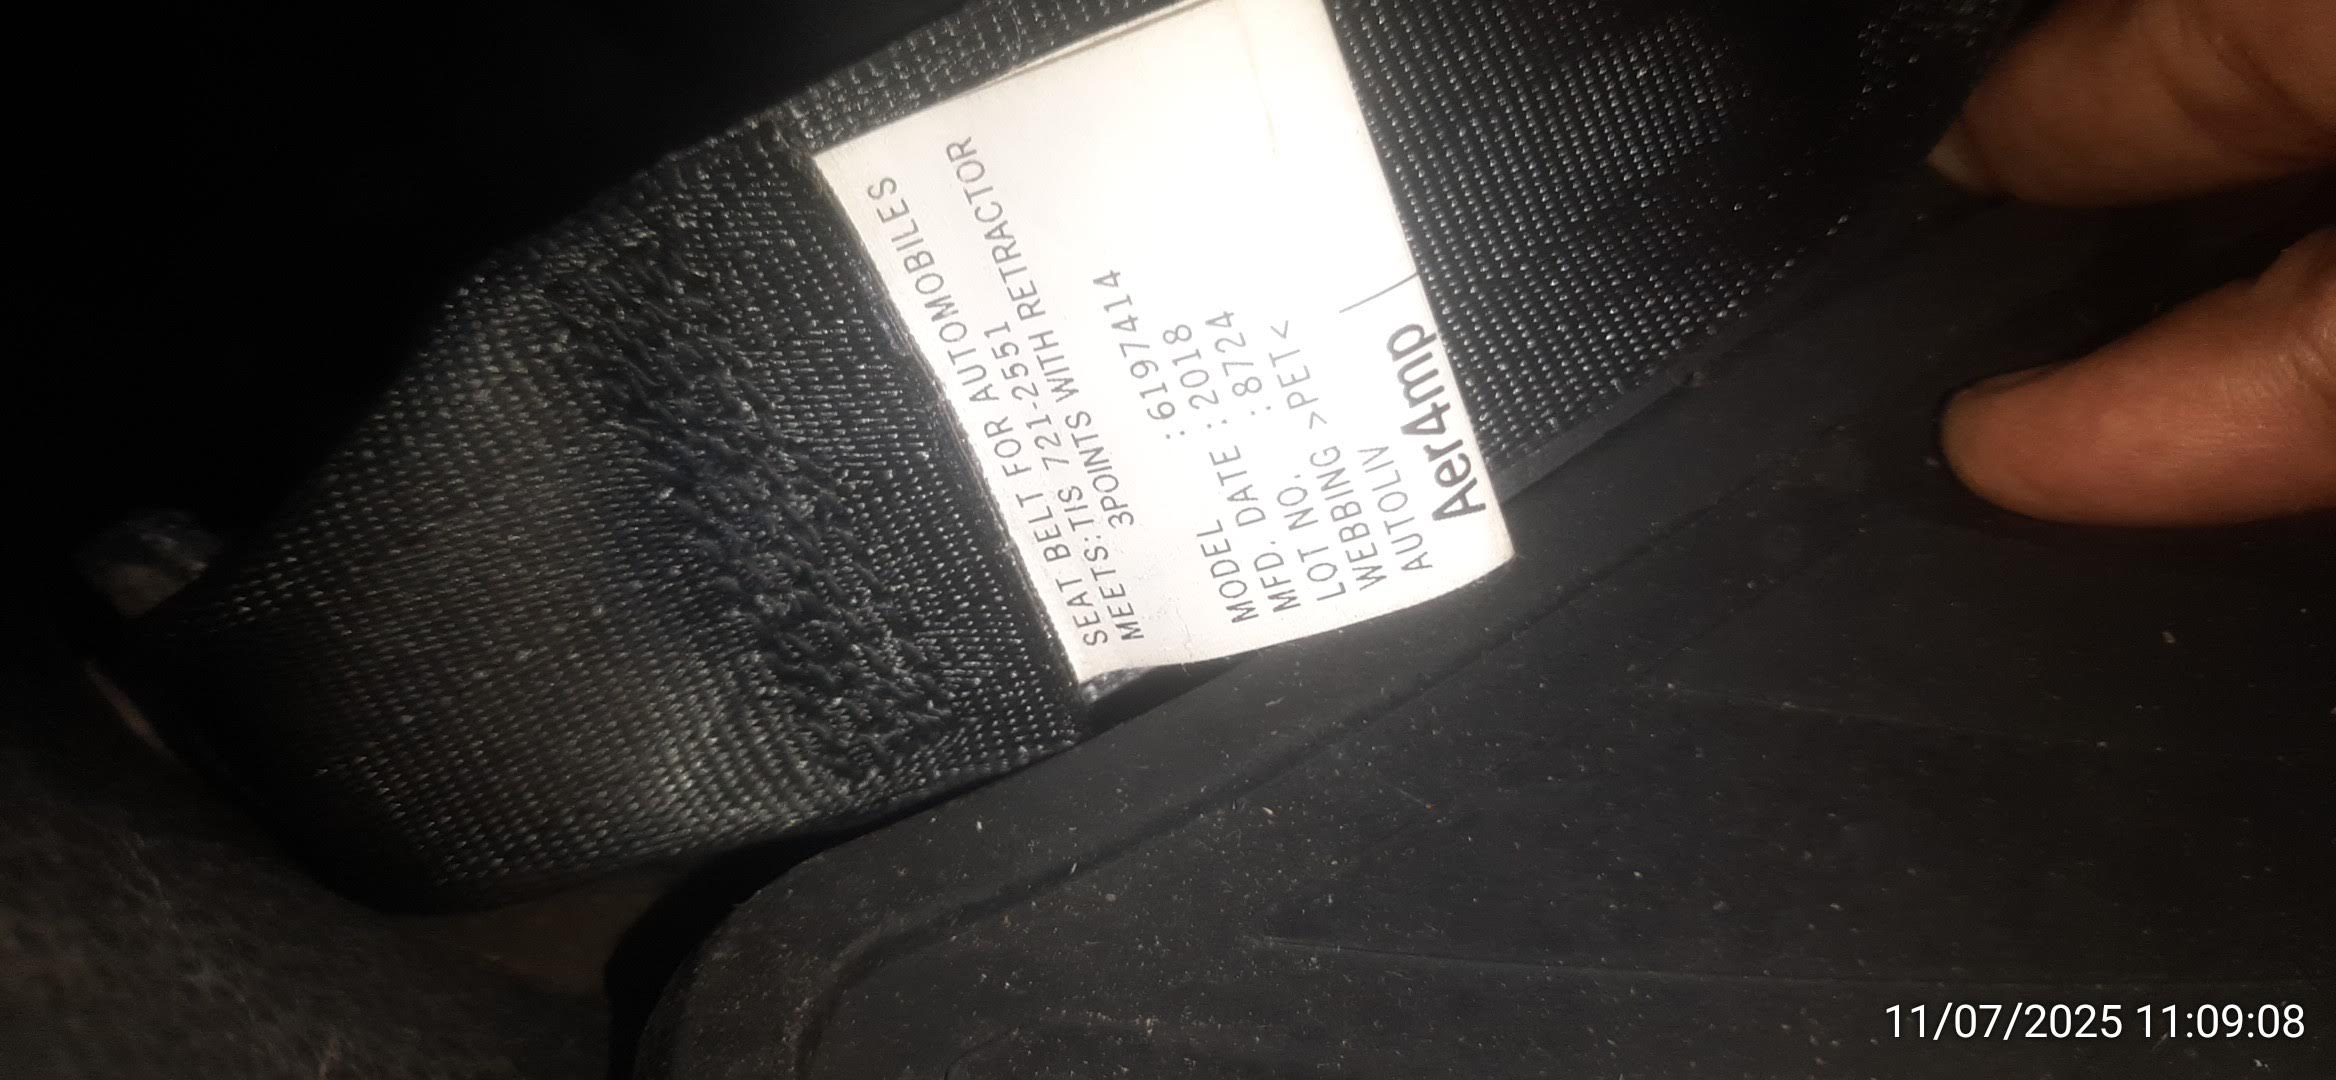 SEAT BELT FOR AUTOMOBILES
MEETS: TIS 721-2551
3POINTS WITH RETRACTOR
MODEL : 6197414
MFD. DATE : 2018
LOT NO. : 8724
WEBBING >PET<
AUTOLIV
Aer4mp
11/07/2025 11:09:08